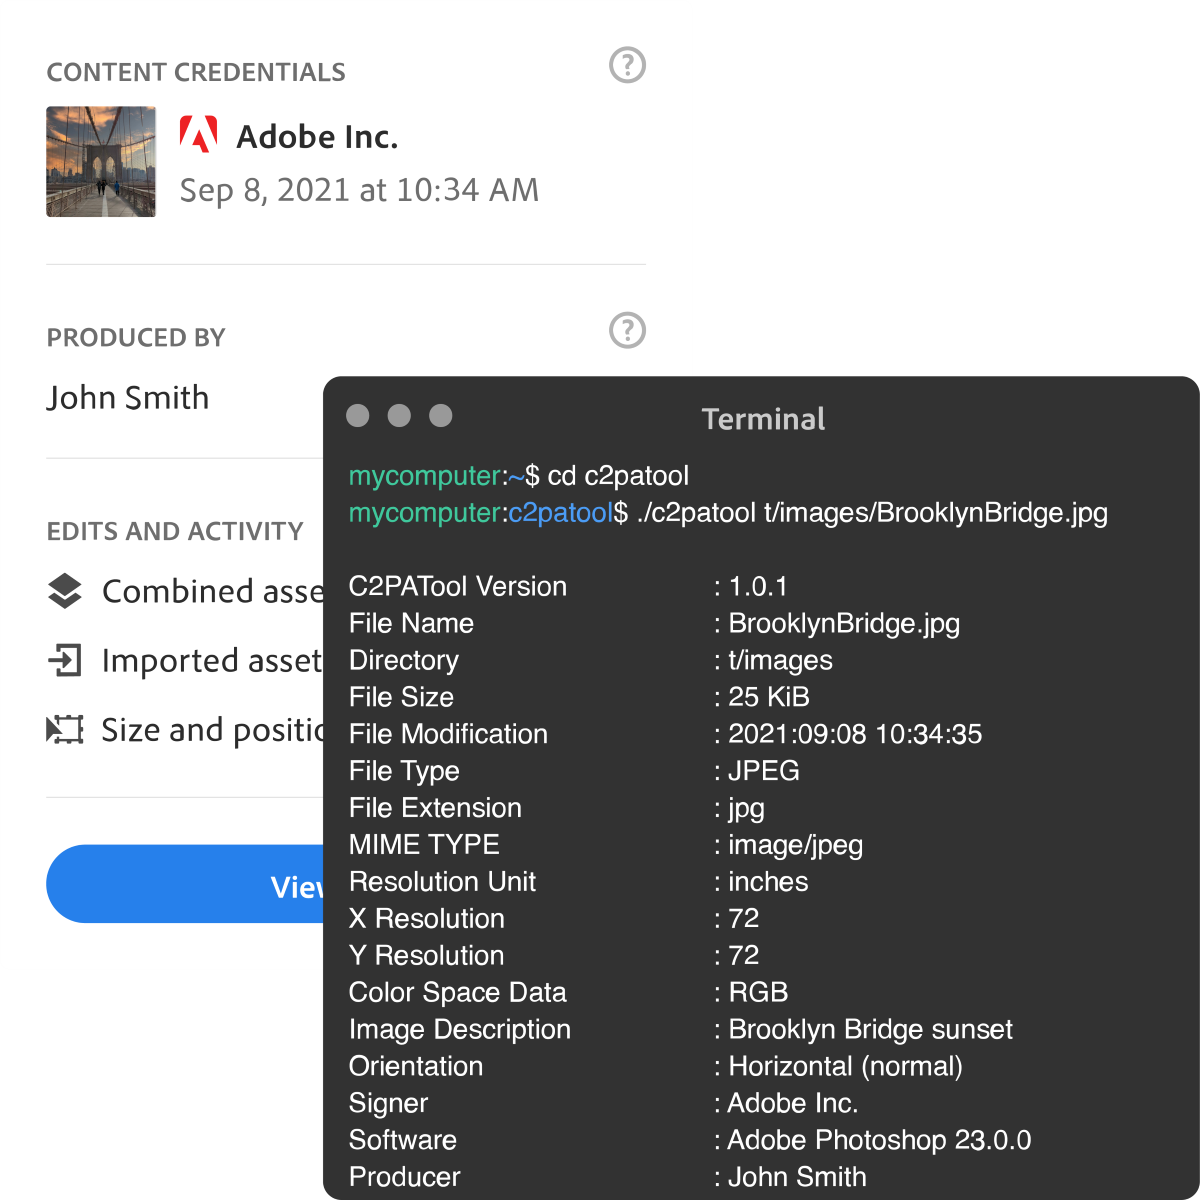 CONTENT CREDENTIALS
?
Adobe Inc.
Sep 8, 2021 at 10:34 AM
PRODUCED BY
?
John Smith
EDITS AND ACTIVITY
Combined asse
Imported asset
Size and positio
View
Terminal
mycomputer:~$ cd c2patool
mycomputer:c2patool$ ./c2patool t/images/BrooklynBridge.jpg
C2PATool Version : 1.0.1
File Name : BrooklynBridge.jpg
Directory : t/images
File Size : 25 KiB
File Modification : 2021:09:08 10:34:35
File Type : JPEG
File Extension : jpg
MIME TYPE : image/jpeg
Resolution Unit : inches
X Resolution : 72
Y Resolution : 72
Color Space Data : RGB
Image Description : Brooklyn Bridge sunset
Orientation : Horizontal (normal)
Signer : Adobe Inc.
Software : Adobe Photoshop 23.0.0
Producer : John Smith